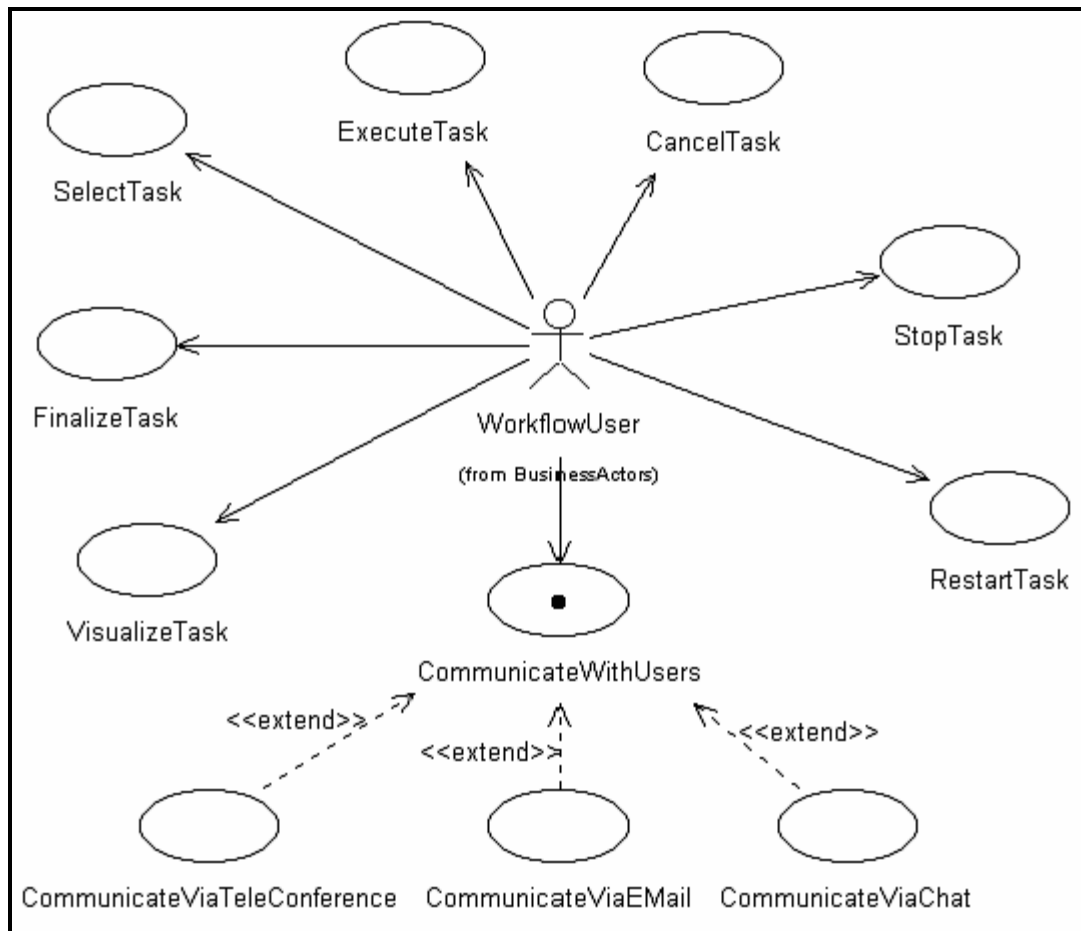 ExecuteTask
CancelTask
SelectTask
StopTask
FinalizeTask
WorkflowUser
(from BusinessActors)
RestartTask
VisualizeTask
CommunicateWithUsers
<<extend>>
<<extend>>
<<extend>>
CommunicateViaTeleConference
CommunicateViaEMail
CommunicateViaChat